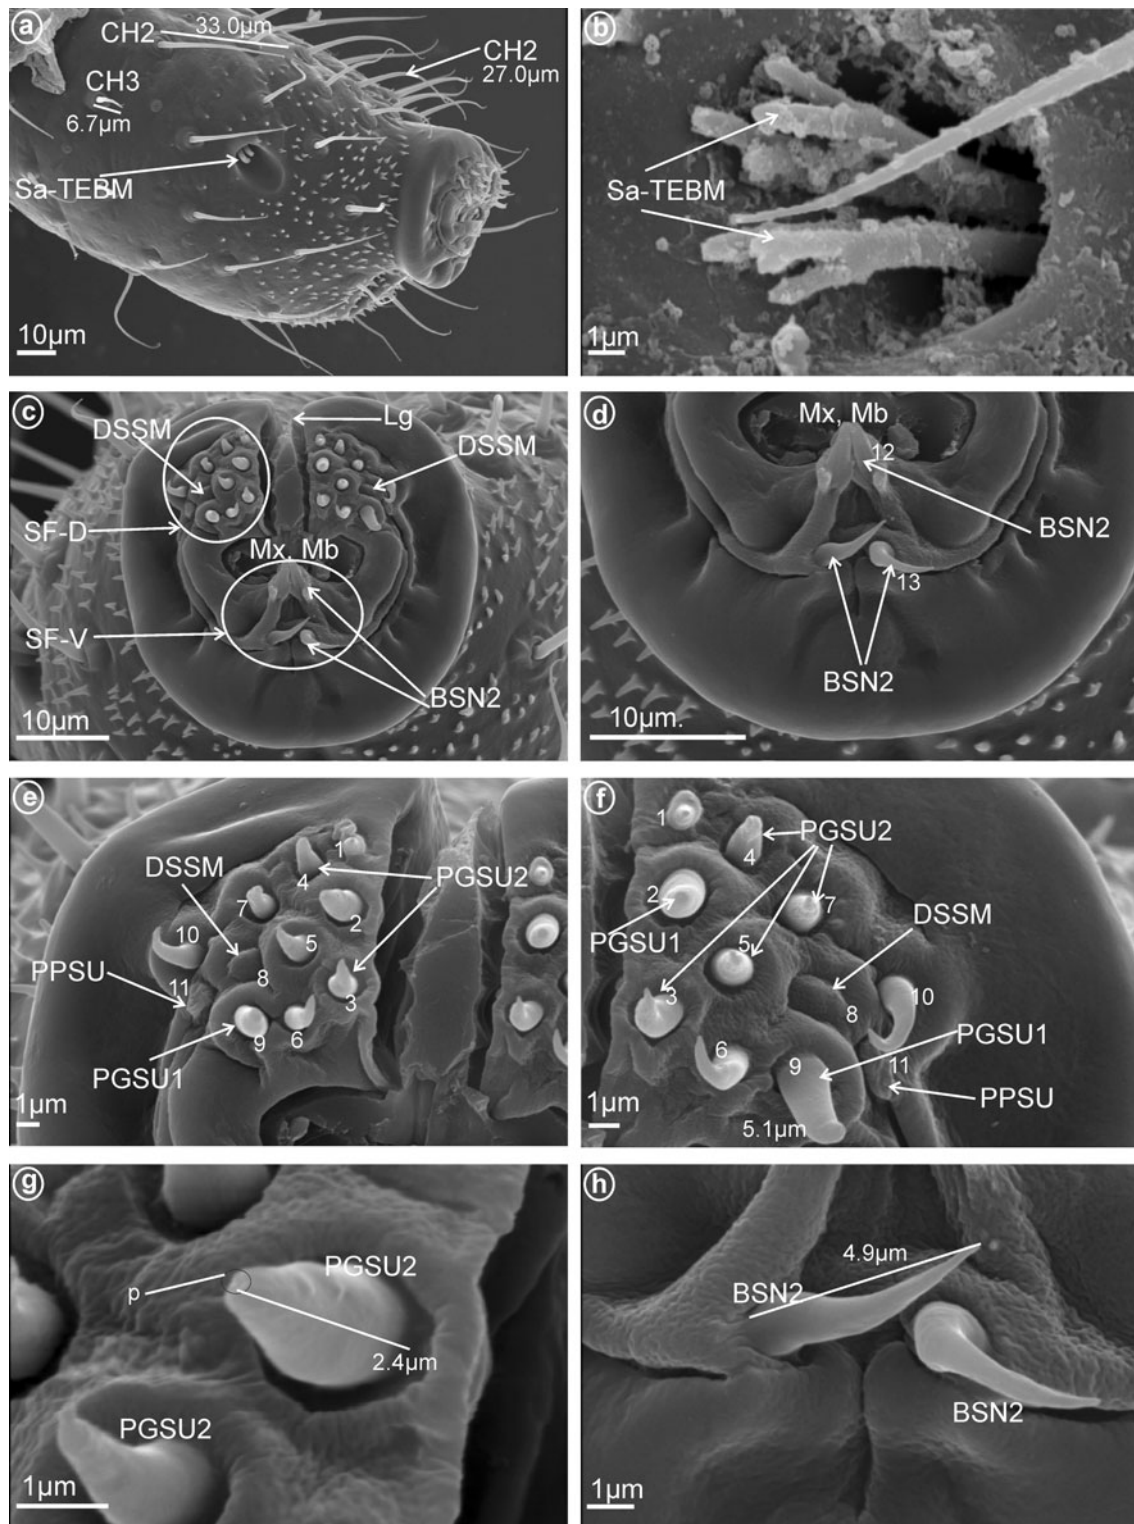 a
CH2
33.0µm
CH2
27.0µm
CH3
6.7µm
Sa-TEBM
10µm
b
Sa-TEBM
1µm
c
Lg
DSSM
DSSM
SF-D
Mx, Mb
SF-V
BSN2
10µm
d
Mx, Mb
12
BSN2
13
BSN2
10µm.
e
1
DSSM
PGSU2
4
7
2
10
5
PPSU
11
8
3
6
9
PGSU1
1µm
f
1
PGSU2
4
2
7
DSSM
PGSU1
5
3
10
8
6
PGSU1
9
11
PPSU
5.1µm
1µm
g
PGSU2
p
2.4µm
PGSU2
1µm
h
4.9µm
BSN2
BSN2
1µm